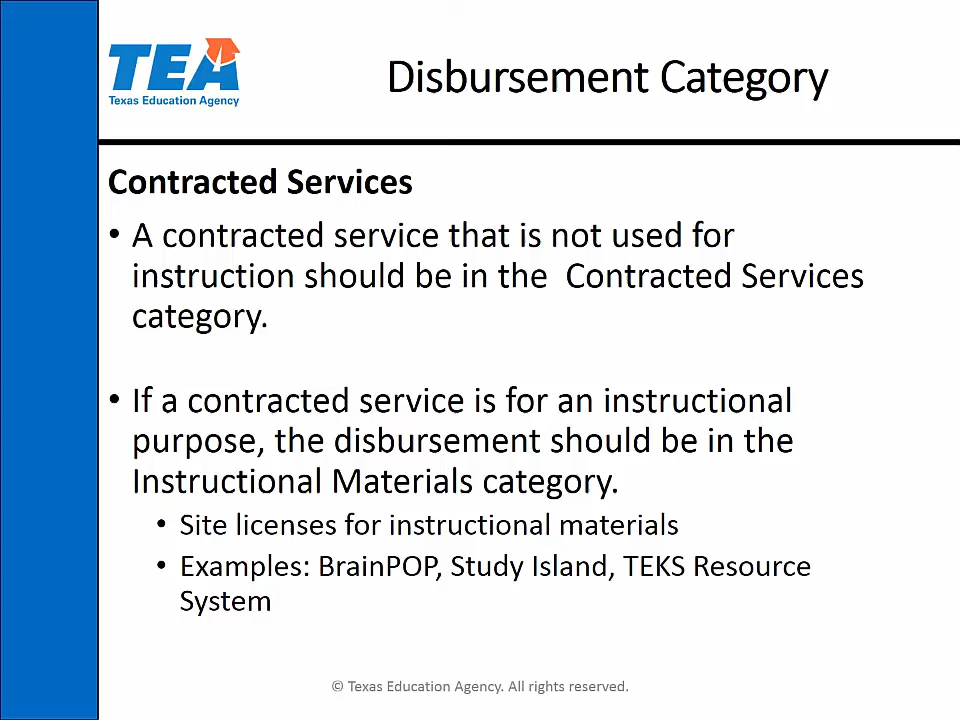 TEA
Texas Education Agency
Disbursement Category
Contracted Services
• A contracted service that is not used for
instruction should be in the  Contracted Services
category.
• If a contracted service is for an instructional
purpose, the disbursement should be in the
Instructional Materials category.
• Site licenses for instructional materials
• Examples: BrainPOP, Study Island, TEKS Resource
System
© Texas Education Agency. All rights reserved.